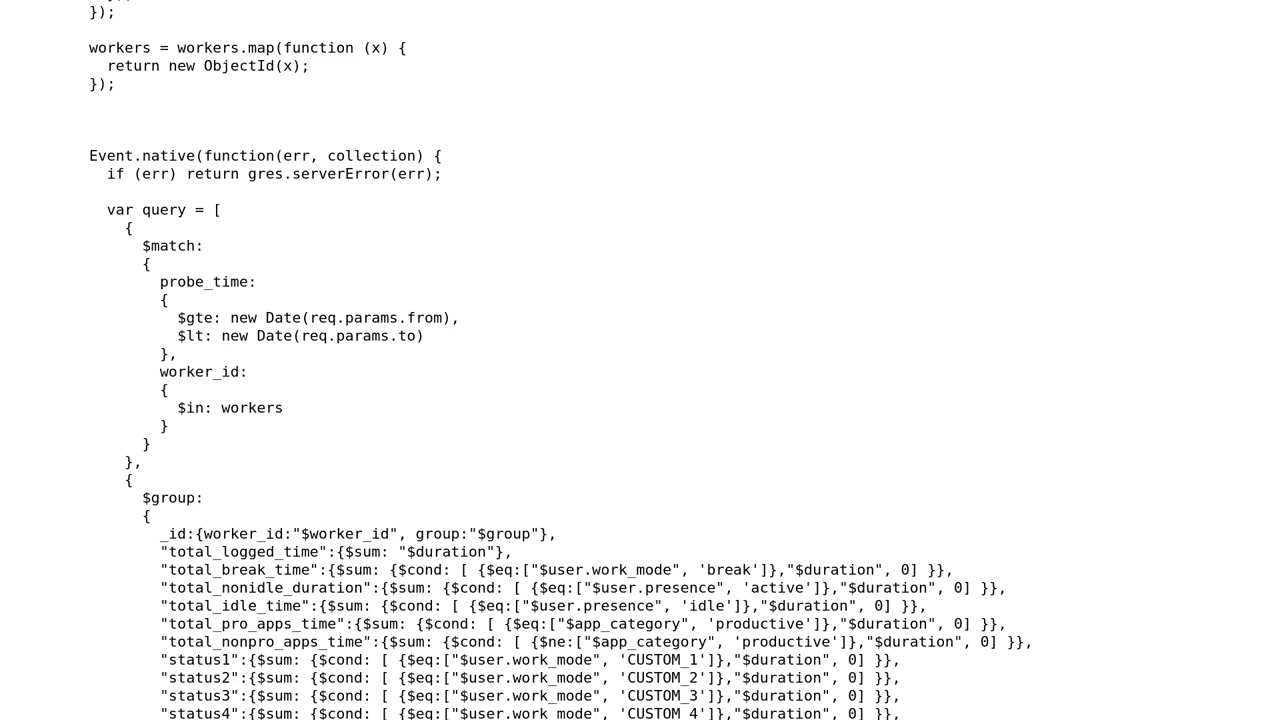 });
workers = workers.map(function (x) {
return new ObjectId(x);
});
Event.native(function(err, collection) {
if (err) return gres.serverError(err);
var query = [
{
$match:
{
probe_time:
{
$gte: new Date(req.params.from),
$lt: new Date(req.params.to)
},
worker_id:
{
$in: workers
}
}
},
{
$group:
{
_id:{worker_id:"$worker_id", group:"$group"},
"total_logged_time":{$sum: "$duration"},
"total_break_time":{$sum: {$cond: [ {$eq:["$user.work_mode", 'break']},"$duration", 0] }},
"total_nonidle_duration":{$sum: {$cond: [ {$eq:["$user.presence", 'active']},"$duration", 0] }},
"total_idle_time":{$sum: {$cond: [ {$eq:["$user.presence", 'idle']},"$duration", 0] }},
"total_pro_apps_time":{$sum: {$cond: [ {$eq:["$app_category", 'productive']},"$duration", 0] }},
"total_nonpro_apps_time":{$sum: {$cond: [ {$ne:["$app_category", 'productive']},"$duration", 0] }},
"status1":{$sum: {$cond: [ {$eq:["$user.work_mode", 'CUSTOM_1']},"$duration", 0] }},
"status2":{$sum: {$cond: [ {$eq:["$user.work_mode", 'CUSTOM_2']},"$duration", 0] }},
"status3":{$sum: {$cond: [ {$eq:["$user.work_mode", 'CUSTOM_3']},"$duration", 0] }},
"status4":{$sum: {$cond: [ {$eq:["$user.work_mode", 'CUSTOM_4']},"$duration", 0] }},